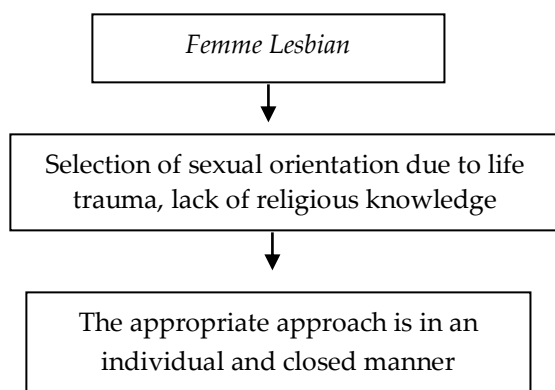 Femme Lesbian
Selection of sexual orientation due to life
trauma, lack of religious knowledge
The appropriate approach is in an
individual and closed manner